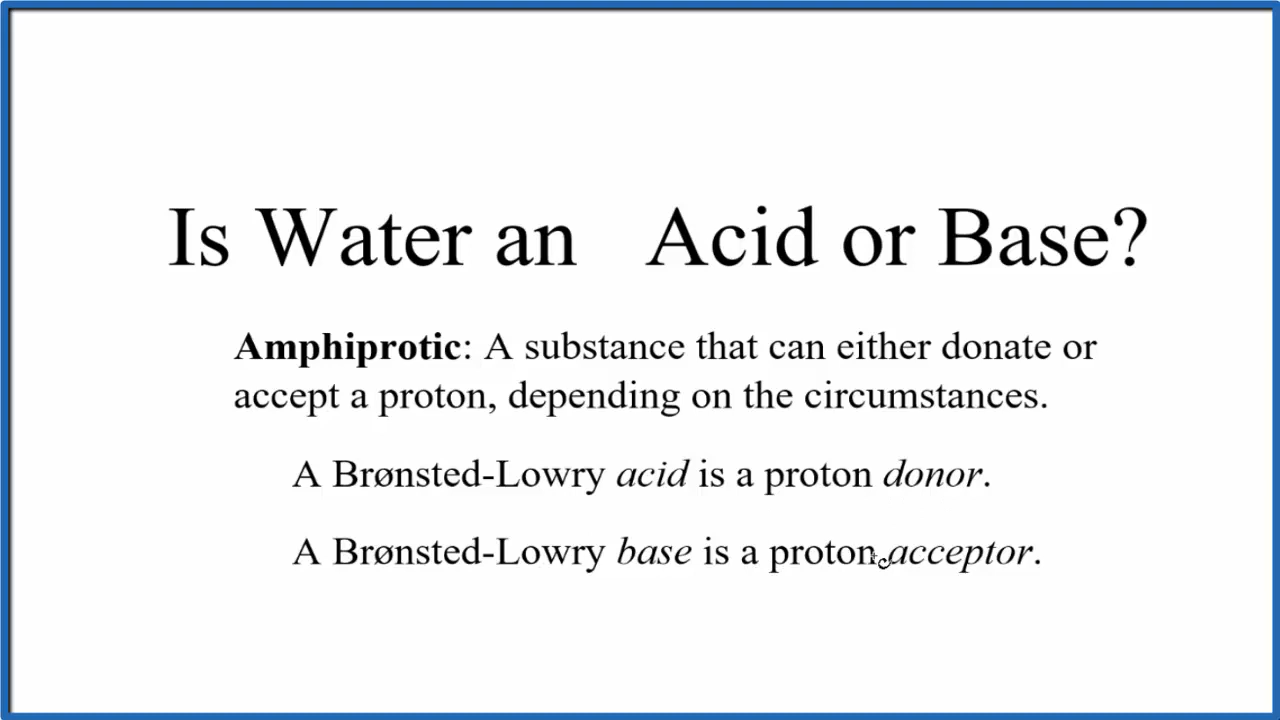 Is Water an Acid or Base?
Amphiprotic: A substance that can either donate or
accept a proton, depending on the circumstances.
A Brønsted-Lowry acid is a proton donor.
A Brønsted-Lowry base is a proton acceptor.